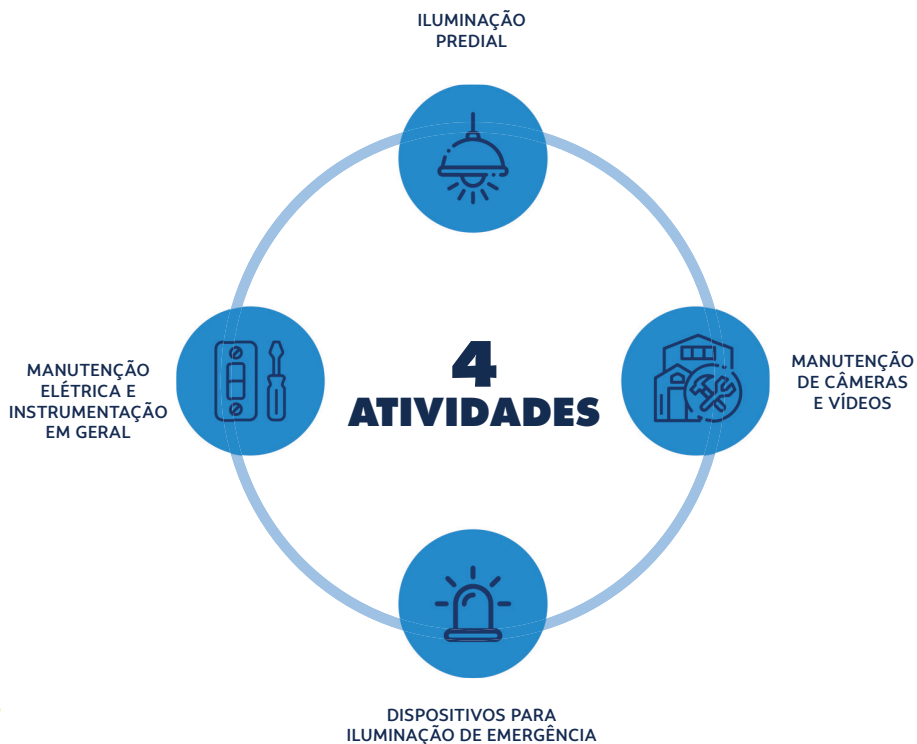 ILUMINAÇÃO
PREDIAL
MANUTENÇÃO
ELÉTRICA E
INSTRUMENTAÇÃO
EM GERAL
4
ATIVIDADES
MANUTENÇÃO
DE CÂMERAS
E VÍDEOS
DISPOSITIVOS PARA
ILUMINAÇÃO DE EMERGÊNCIA